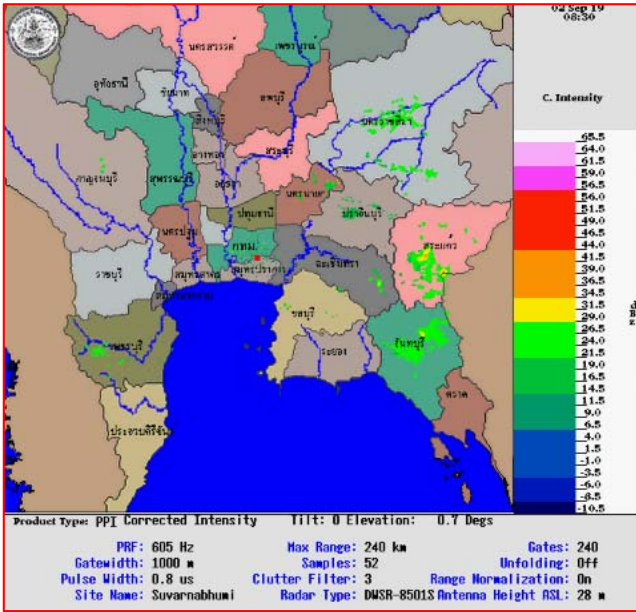 02 Sep 19
08:30
นครสวรรค์
เพชรบูรณ์
อุทัยธานี
ชัยนาท
ลพบุรี
สิงห์บุรี
นครราชสีมา
อ่างทอง
สระบุรี
กาญจนบุรี
สุพรรณบุรี
อยุธยา
นครนายก
ปราจีนบุรี
ปทุมธานี
นครปฐม
กทม.
สระแก้ว
ราชบุรี
สมุทรสาคร
สมุทรปราการ
ฉะเชิงเทรา
ชลบุรี
เพชรบุรี
ระยอง
จันทบุรี
ตราด
ประจวบคีรีขันธ์
C. Intensity
65.5
64.0
61.5
59.0
56.5
56.0
51.5
49.0
46.5
44.0
41.5
39.0
36.5
34.5
31.5
29.0
26.5
24.0
21.5
19.0
16.5
14.5
11.5
9.0
6.5
4.0
1.5
-1.0
-3.5
-6.0
-8.5
-10.5
dBz
Product Type: PPI Corrected Intensity Tilt: 0 Elevation: 0.7 Degs
PRF: 605 Hz Max Range: 240 km Gates: 240
Gatewidth: 1000 m Samples: 52 Unfolding: Off
Pulse Width: 0.8 us Clutter Filter: 3 Range Normalization: On
Site Name: Suvarnabhumi Radar Type: DWSR-8501S Antenna Height ASL: 28 m